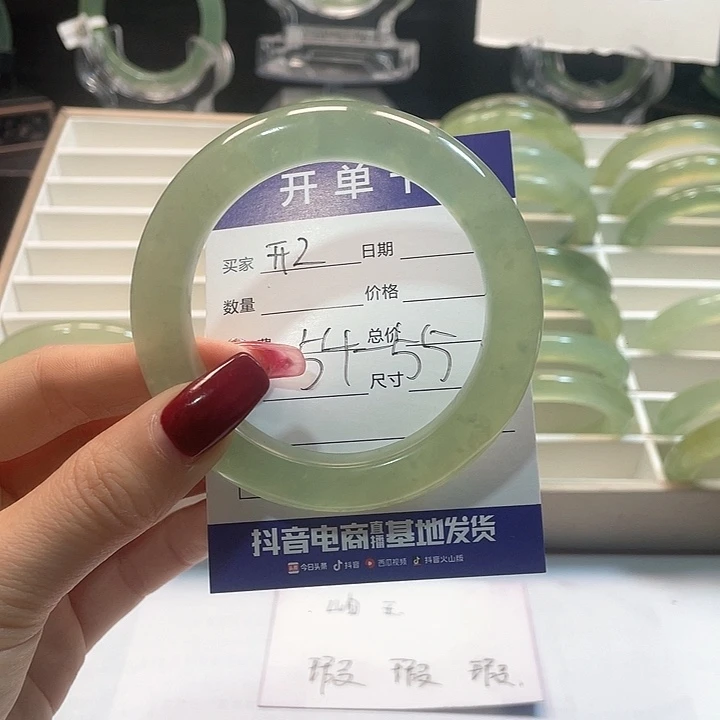 开单卡
买家 开2 日期
数量 价格
总价
54-55 尺寸
抖音电商直播基地发货
今日头条 抖音 西瓜视频 抖音火山版
瑕 瑕 瑕.